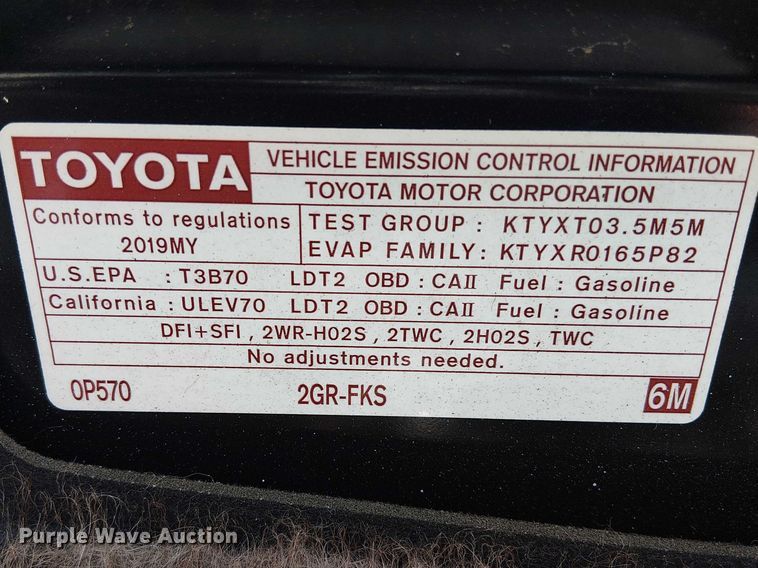 TOYOTA
VEHICLE EMISSION CONTROL INFORMATION
TOYOTA MOTOR CORPORATION
Conforms to regulations
2019MY
TEST GROUP : KTYXT03.5M5M
EVAP FAMILY: KTYXR0165P82
U.S.EPA : T3B70 LDT2 OBD : CAII Fuel : Gasoline
California : ULEV70 LDT2 OBD : CAII Fuel : Gasoline
DFI+SFI , 2WR-HO2S , 2TWC , 2HO2S , TWC
No adjustments needed.
0P570 2GR-FKS 6M
Purple Wave Auction